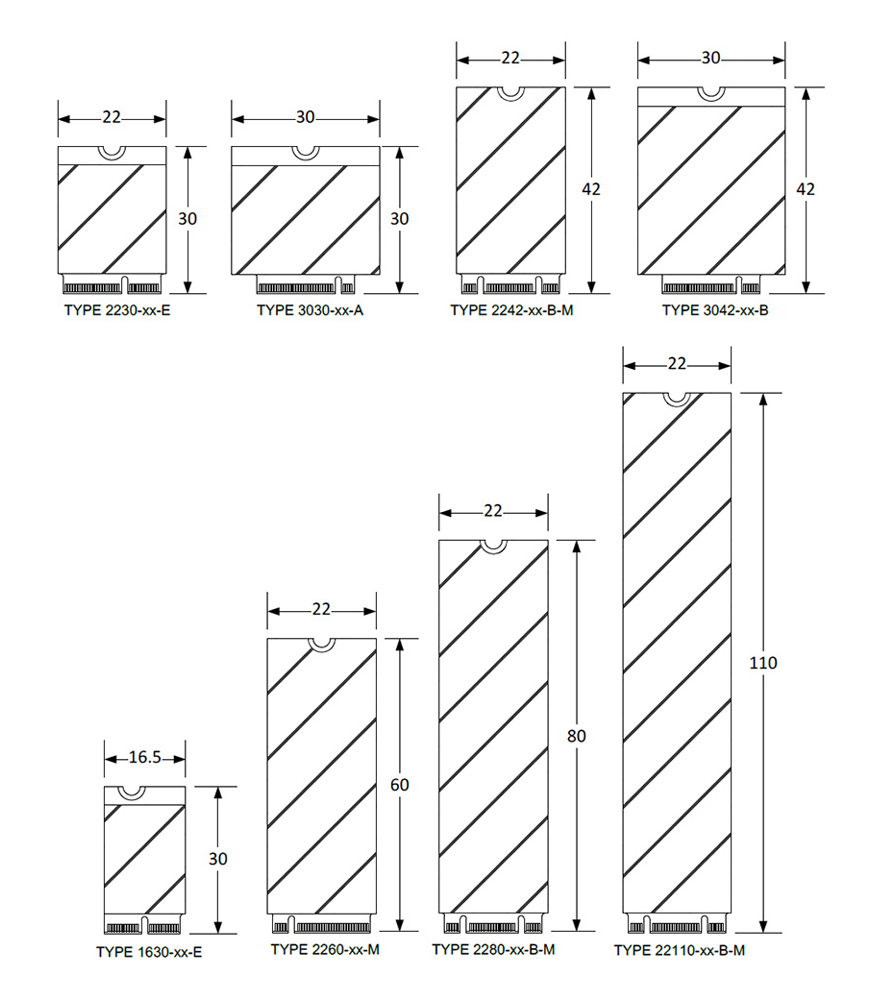 22
30
22
30
30
30
42
42
TYPE 2230-xx-E
TYPE 3030-xx-A
TYPE 2242-xx-B-M
TYPE 3042-xx-B
22
22
22
16.5
110
80
60
30
TYPE 1630-xx-E
TYPE 2260-xx-M
TYPE 2280-xx-B-M
TYPE 22110-xx-B-M